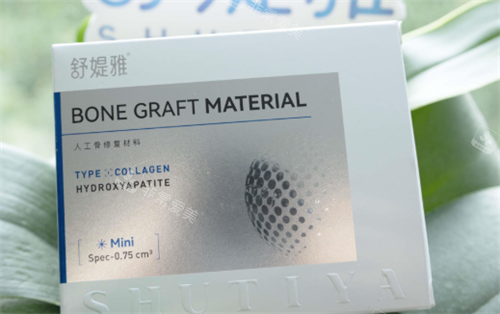 舒媞雅
BONE GRAFT MATERIAL
人工骨修复材料
TYPE COLLAGEN
HYDROXYAPATITE
Mini
Spec-0.75 cm³
SHUTIYA